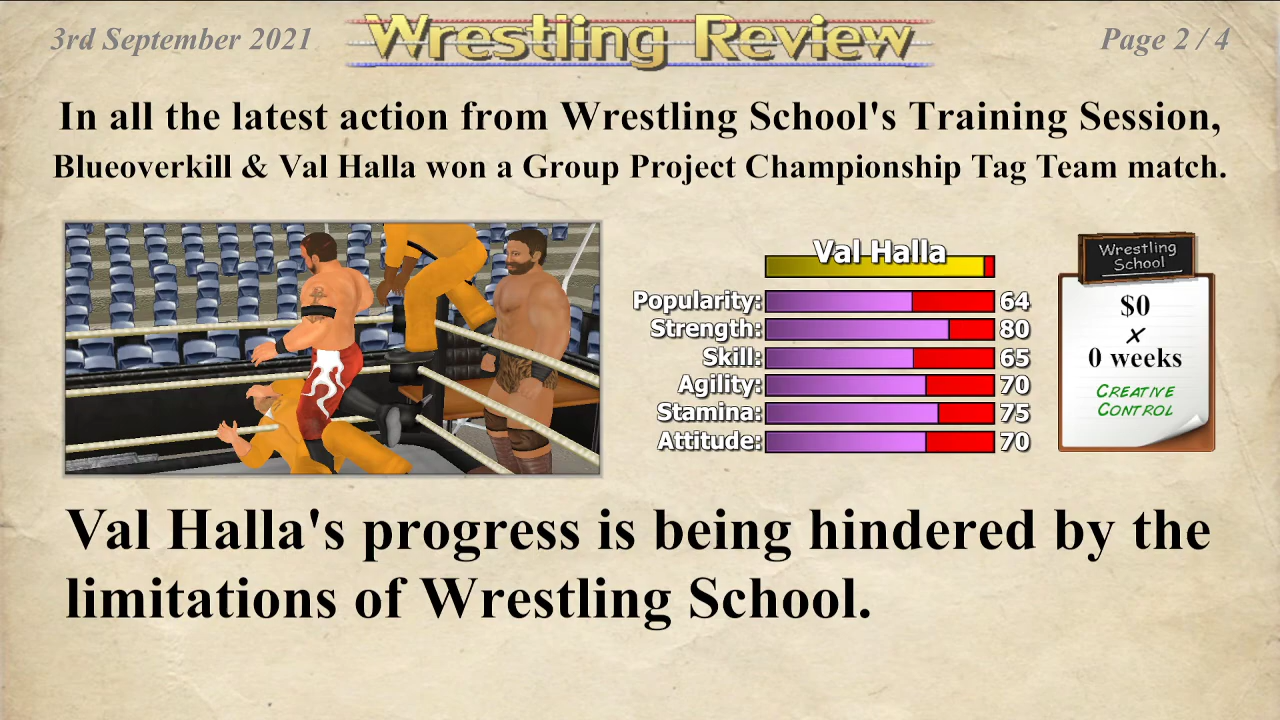 3rd September 2021
Wrestling Review
Page 2 / 4
In all the latest action from Wrestling School's Training Session,
Blueoverkill & Val Halla won a Group Project Championship Tag Team match.
Val Halla
Popularity: 64
Strength: 80
Skill: 65
Agility: 70
Stamina: 75
Attitude: 70
Wrestling
School
$0
x
0 weeks
CREATIVE
CONTROL
Val Halla's progress is being hindered by the
limitations of Wrestling School.